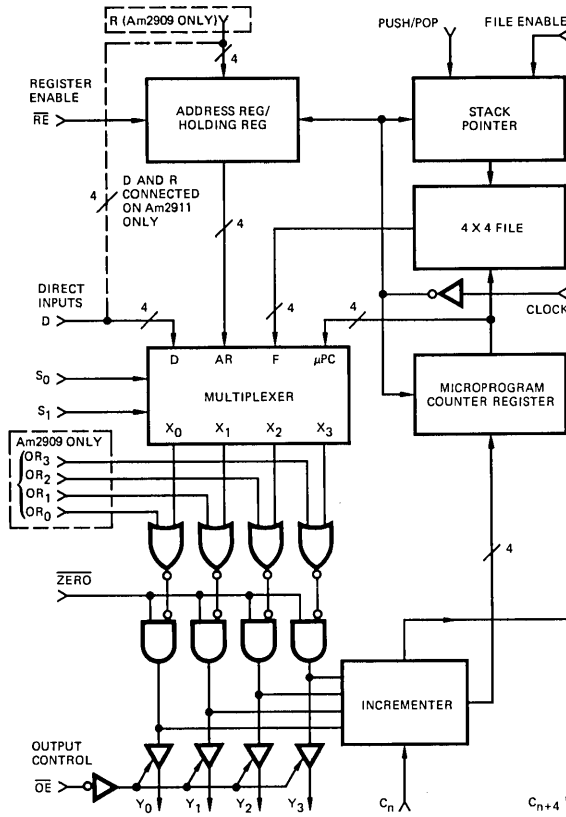 R (Am2909 ONLY)
PUSH/POP
FILE ENABLE
4
REGISTER
ENABLE
RE
ADDRESS REG/
HOLDING REG
STACK
POINTER
4
D AND R
CONNECTED
ON Am2911
ONLY
4
4 X 4 FILE
DIRECT
INPUTS
D
4
4
4
CLOCK
D AR F µPC
MULTIPLEXER
X0 X1 X2 X3
S0
S1
MICROPROGRAM
COUNTER REGISTER
Am2909 ONLY
OR3
OR2
OR1
OR0
4
ZERO
INCREMENTER
OUTPUT
CONTROL
OE
Y0 Y1 Y2 Y3
Cn
Cn+4